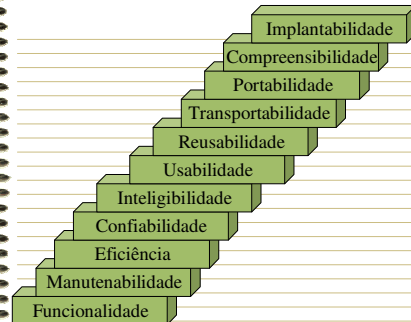 Implantabilidade
Compreensibilidade
Portabilidade
Transportabilidade
Reusabilidade
Usabilidade
Inteligibilidade
Confiabilidade
Eficiência
Manutenabilidade
Funcionalidade